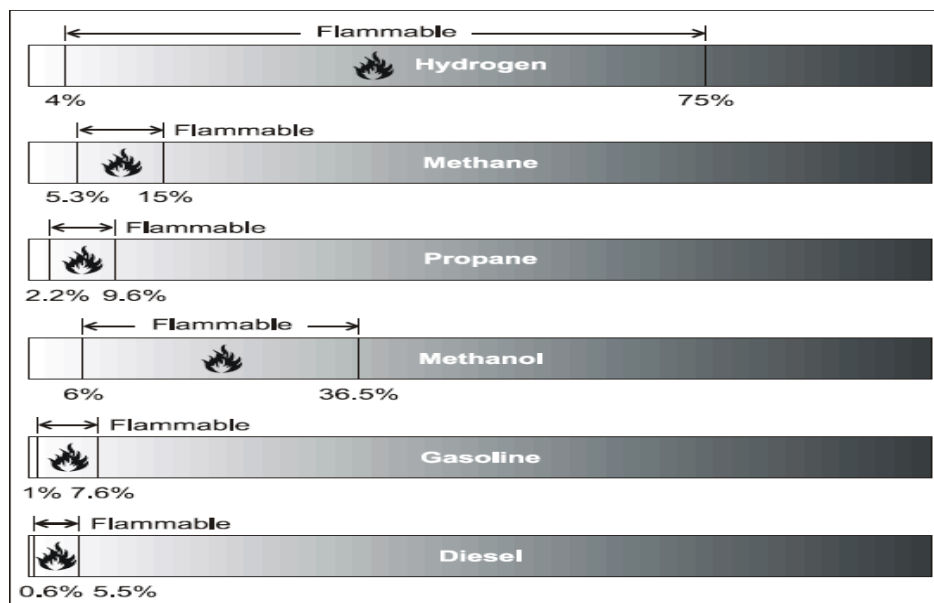 Flammable
Hydrogen
4% 75%
Flammable
Methane
5.3% 15%
Flammable
Propane
2.2% 9.6%
Flammable
Methanol
6% 36.5%
Flammable
Gasoline
1% 7.6%
Flammable
Diesel
0.6% 5.5%